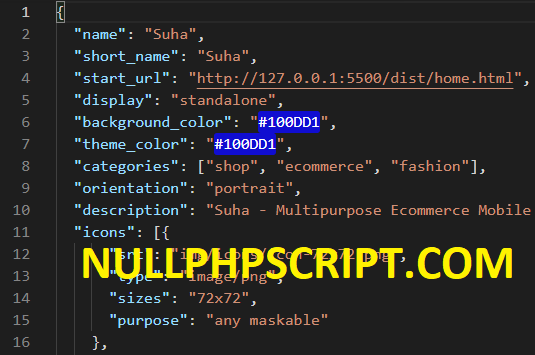 1 {
2 "name": "Suha",
3 "short_name": "Suha",
4 "start_url": "http://127.0.0.1:5500/dist/home.html",
5 "display": "standalone",
6 "background_color": "#100DD1",
7 "theme_color": "#100DD1",
8 "categories": ["shop", "ecommerce", "fashion"],
9 "orientation": "portrait",
10 "description": "Suha - Multipurpose Ecommerce Mobile
11 "icons": [{
12
NULLPHPSCRIPT.COM
13 "type": "image/png",
14 "sizes": "72x72",
15 "purpose": "any maskable"
16 },